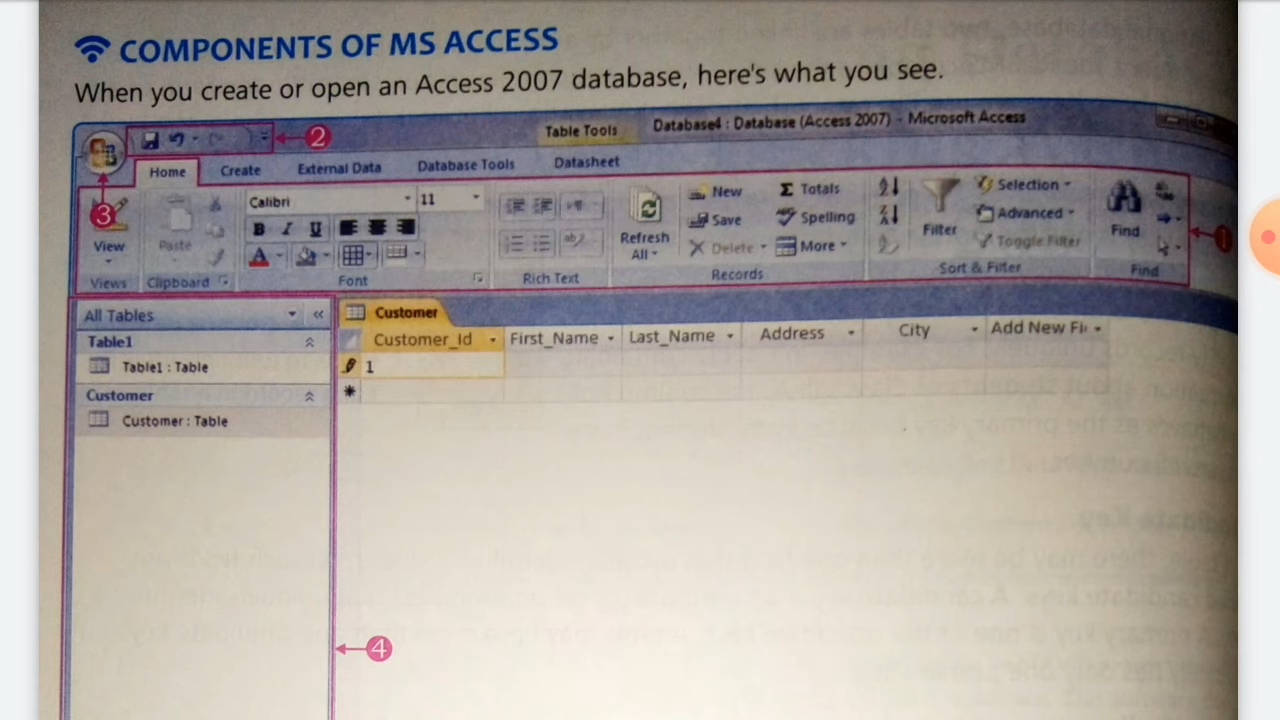 COMPONENTS OF MS ACCESS
When you create or open an Access 2007 database, here's what you see.
2
Table Tools
Database4 : Database (Access 2007) - Microsoft Access
Home Create External Data Database Tools Datasheet
3
View
Views
Paste
Clipboard
Calibri 11
B I U
A
Font
ab
Rich Text
Refresh
All
New
Save
Delete
Σ Totals
Spelling
More
Records
Filter
Selection
Advanced
Toggle Filter
Sort & Filter
Find
Find
1
All Tables «
Table1
Table1 : Table
Customer
Customer : Table
Customer
Customer_Id First_Name Last_Name Address City Add New Fi
1
*
4